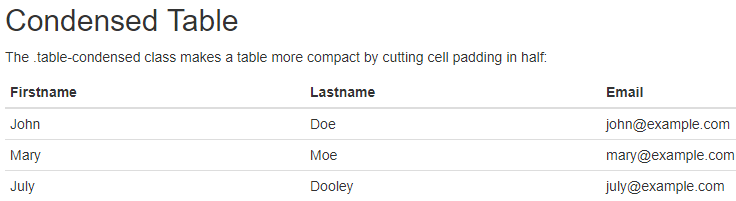 Condensed Table
The .table-condensed class makes a table more compact by cutting cell padding in half:
Firstname Lastname Email
John Doe john@example.com
Mary Moe mary@example.com
July Dooley july@example.com